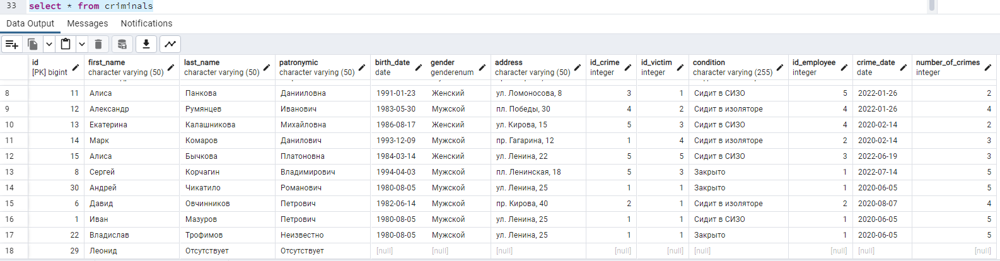 33 select * from criminals
Data Output Messages Notifications
id first_name last_name patronymic birth_date gender address id_crime id_victim condition id_employee crime_date number_of_crimes
[PK] bigint character varying (50) character varying (50) character varying (50) date genderenum character varying (50) integer integer character varying (255) integer date integer
8 11 Алиса Панкова Данииловна 1991-01-23 Женский ул. Ломоносова, 8 3 1 Сидит в СИЗО 5 2022-01-26 2
9 12 Александр Румянцев Иванович 1983-05-30 Мужской пл. Победы, 30 4 2 Сидит в изоляторе 4 2022-01-26 4
10 13 Екатерина Калашникова Михайловна 1986-08-17 Женский ул. Кирова, 15 5 3 Сидит в СИЗО 4 2020-02-14 2
11 14 Марк Комаров Данилович 1993-12-09 Мужской пр. Гагарина, 12 1 4 Сидит в изоляторе 2 2020-02-14 3
12 15 Алиса Бычкова Платоновна 1984-03-14 Женский ул. Ленина, 22 5 5 Сидит в СИЗО 3 2022-06-19 3
13 8 Сергей Корчагин Владимирович 1994-04-03 Мужской пл. Ленинская, 18 5 3 Закрыто 1 2022-07-14 5
14 30 Андрей Чикатило Романович 1980-08-05 Мужской ул. Ленина, 25 1 1 Закрыто 1 2020-06-05 5
15 6 Давид Овчинников Петрович 1982-06-14 Мужской пр. Кирова, 40 2 1 Сидит в изоляторе 2 2020-08-07 4
16 1 Иван Мазуров Петрович 1980-08-05 Мужской ул. Ленина, 25 1 1 Сидит в СИЗО 1 2020-06-05 5
17 22 Владислав Трофимов Неизвестно 1980-08-05 Мужской ул. Ленина, 25 1 1 Закрыто 1 2020-06-05 5
18 29 Леонид Отсутствует Отсутствует [null] [null] [null] [null] [null] [null] [null] [null] [null]